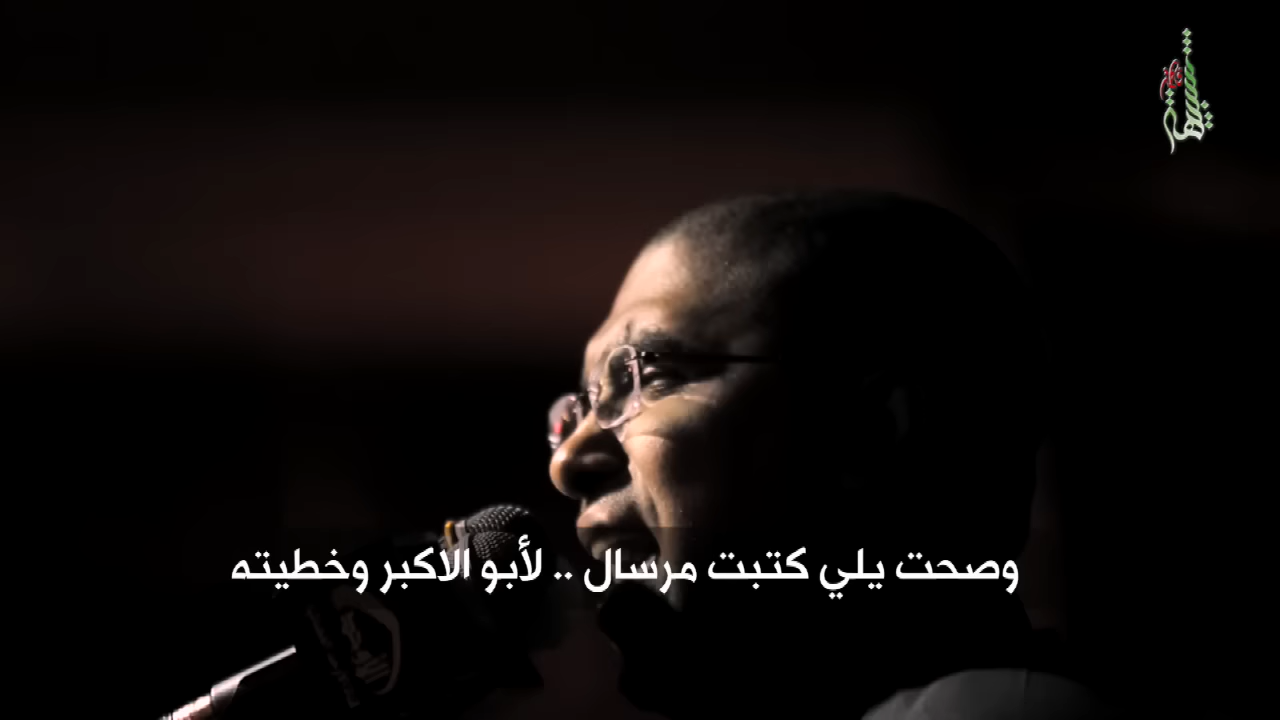 وصحت يلي كتبت مرسال .. لأبو الاكبر وخطيته